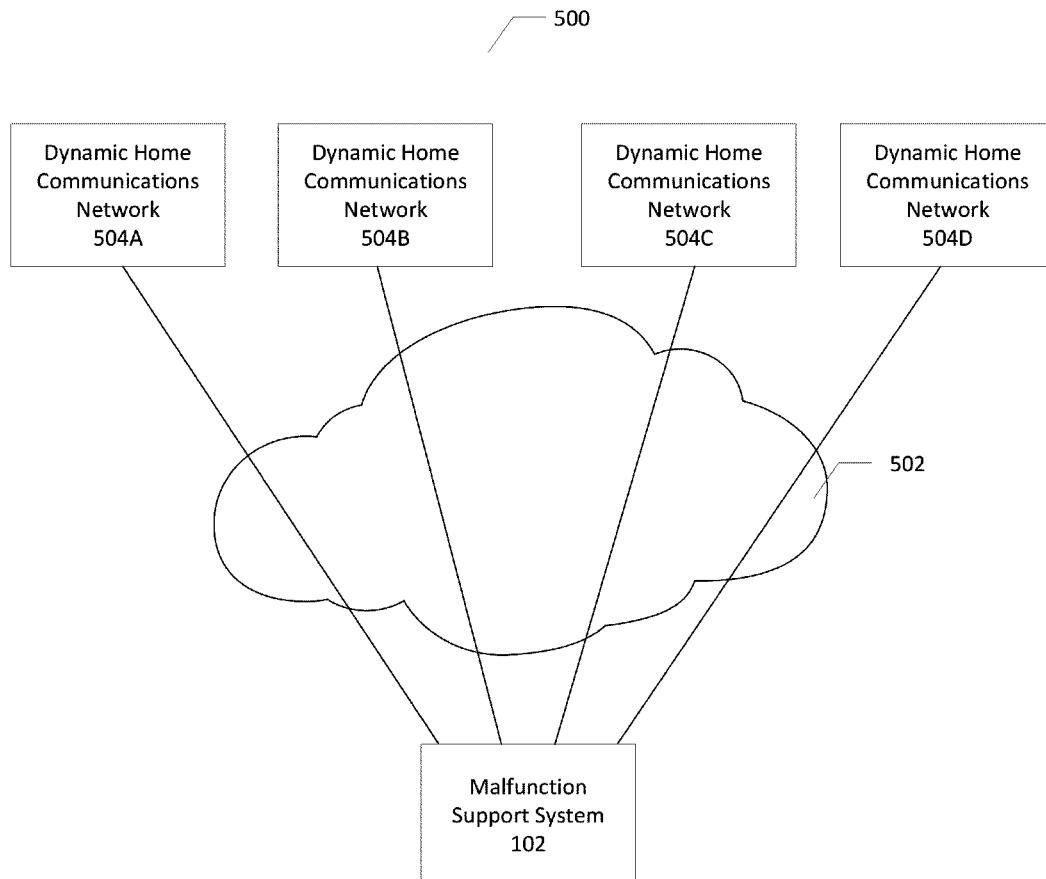 500
Dynamic Home
Communications
Network
504A
Dynamic Home
Communications
Network
504B
Dynamic Home
Communications
Network
504C
Dynamic Home
Communications
Network
504D
502
Malfunction
Support System
102